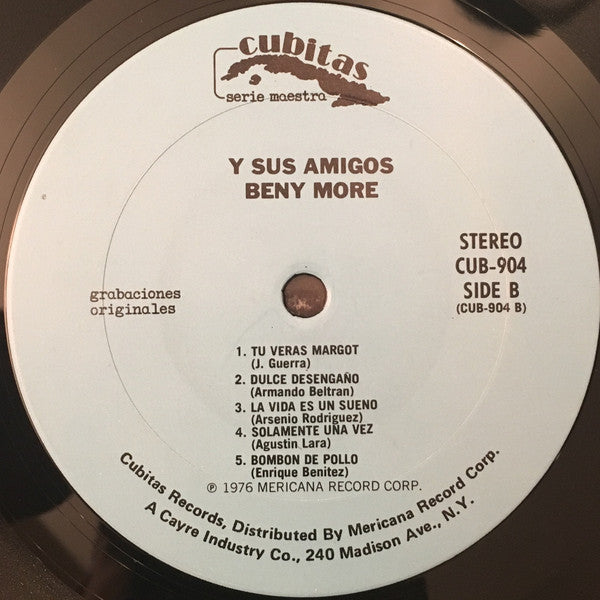 cubitas
serie maestra
Y SUS AMIGOS
BENY MORE
STEREO
CUB-904
SIDE B
(CUB-904 B)
grabaciones
originales
1. TU VERAS MARGOT
(J. Guerra)
2. DULCE DESENGAÑO
(Armando Beltran)
3. LA VIDA ES UN SUENO
(Arsenio Rodriguez)
4. SOLAMENTE UÑA VEZ
(Agustin Lara)
5. BOMBON DE POLLO
(Enrique Benitez)
℗ 1976 MERICANA RECORD CORP.
Cubitas Records, Distributed By Mericana Record Corp.
A Cayre Industry Co., 240 Madison Ave., N.Y.